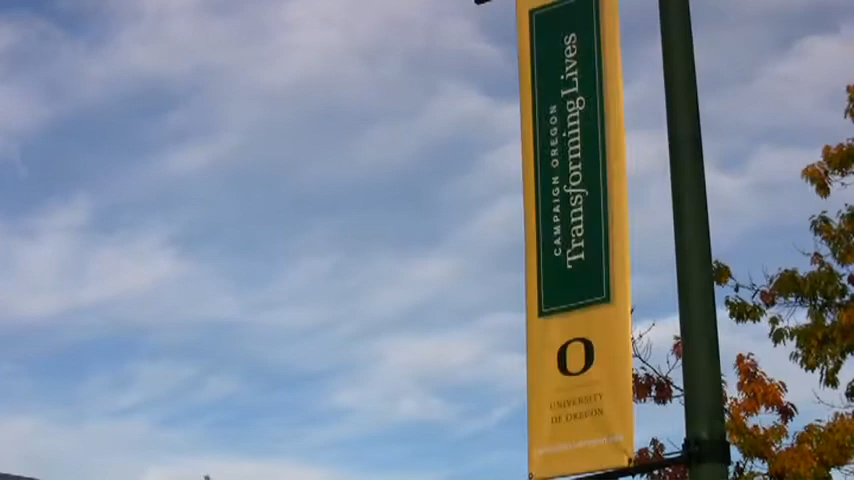 CAMPAIGN OREGON
Transforming Lives
O
UNIVERSITY
OF OREGON